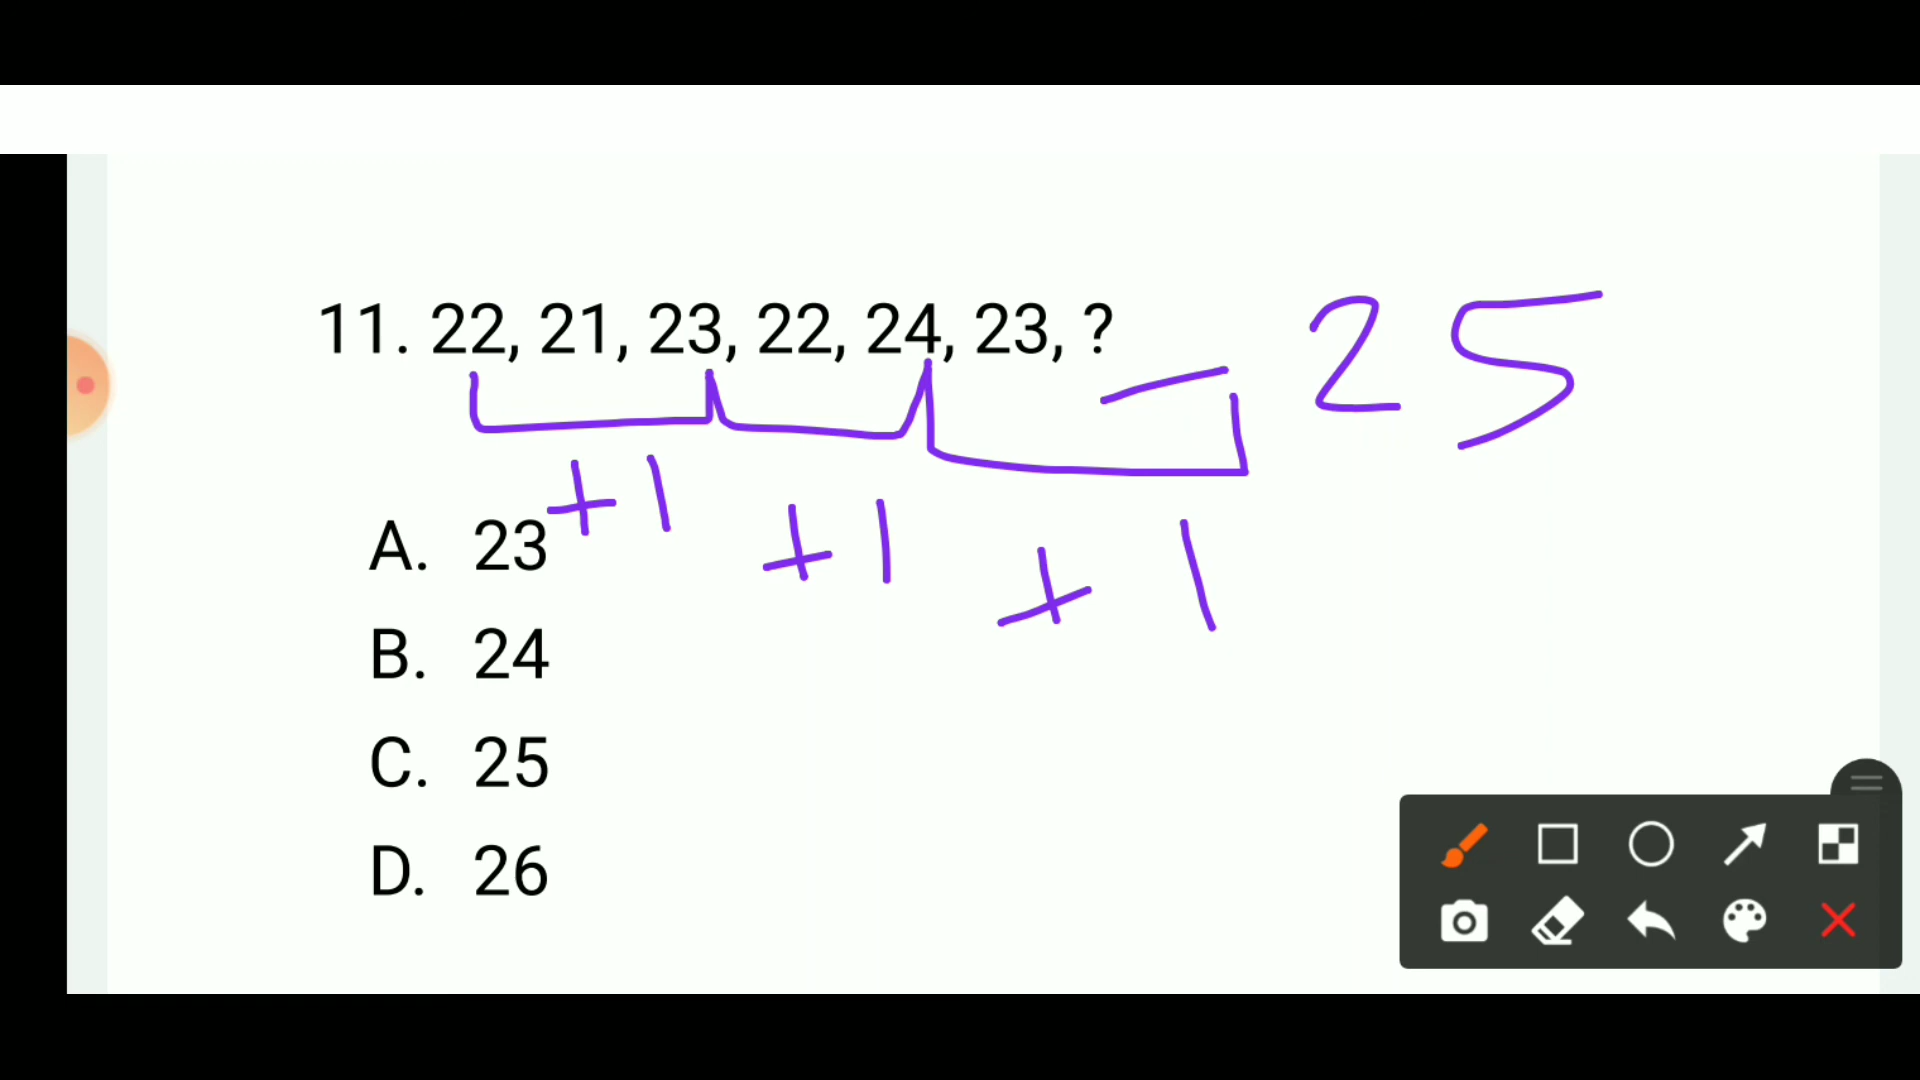 11. 22, 21, 23, 22, 24, 23, ? 25
+1 +1 +1
A. 23
B. 24
C. 25
D. 26